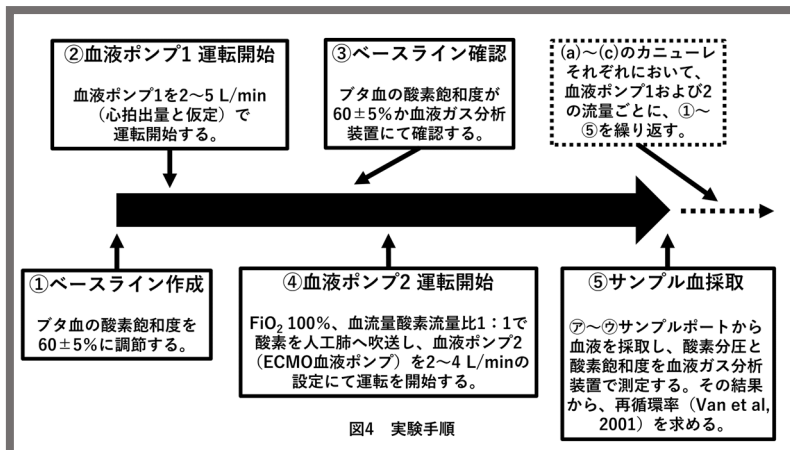 ②血液ポンプ1 運転開始
血液ポンプ1を2〜5 L/min
（心拍出量と仮定）で
運転開始する。
③ベースライン確認
ブタ血の酸素飽和度が
60±5%か血液ガス分析
装置にて確認する。
(a)〜(c)のカニューレ
それぞれにおいて、
血液ポンプ1および2
の流量ごとに、①〜
⑤を繰り返す。
①ベースライン作成
ブタ血の酸素飽和度を
60±5%に調節する。
④血液ポンプ2 運転開始
FiO₂ 100%、血流量酸素流量比1：1で
酸素を人工肺へ吹送し、血液ポンプ2
（ECMO血液ポンプ）を2〜4 L/minの
設定にて運転を開始する。
⑤サンプル血採取
㋐〜㋒サンプルポートから
血液を採取し、酸素分圧と
酸素飽和度を血液ガス分析
装置で測定する。その結果
から、再循環率（Van et al,
2001）を求める。
図4 実験手順